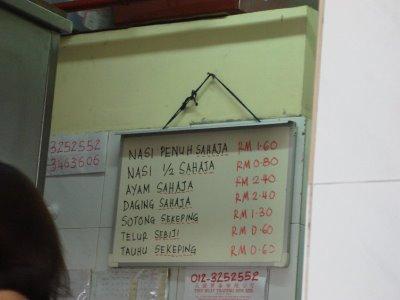 3252552
3463606
NASI PENUH SAHAJA RM 1.60
NASI 1/2 SAHAJA RM 0.80
AYAM SAHAJA RM 2.40
DAGING SAHAJA RM 2.40
SOTONG SEKEPING RM 1.30
TELUR SEBIJI RM 0.60
TAUHU SEKEPING RM 0.60
012-3252552